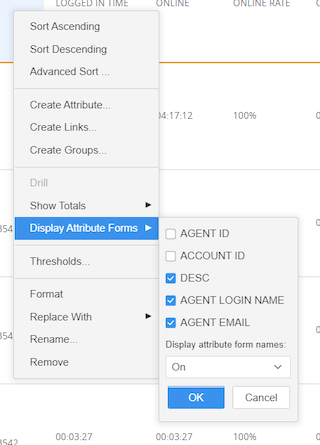 LOGGED IN TIME ONLINE ONLINE RATE
Sort Ascending
Sort Descending
Advanced Sort ...
Create Attribute...
04:17:12 100%
Create Links...
Create Groups...
Drill
Show Totals
Display Attribute Forms
AGENT ID
ACCOUNT ID
Thresholds...
DESC
Format
AGENT LOGIN NAME
Replace With
AGENT EMAIL
Rename...
Display attribute form names:
Remove
On
OK Cancel
00:03:27 00:03:27 100%